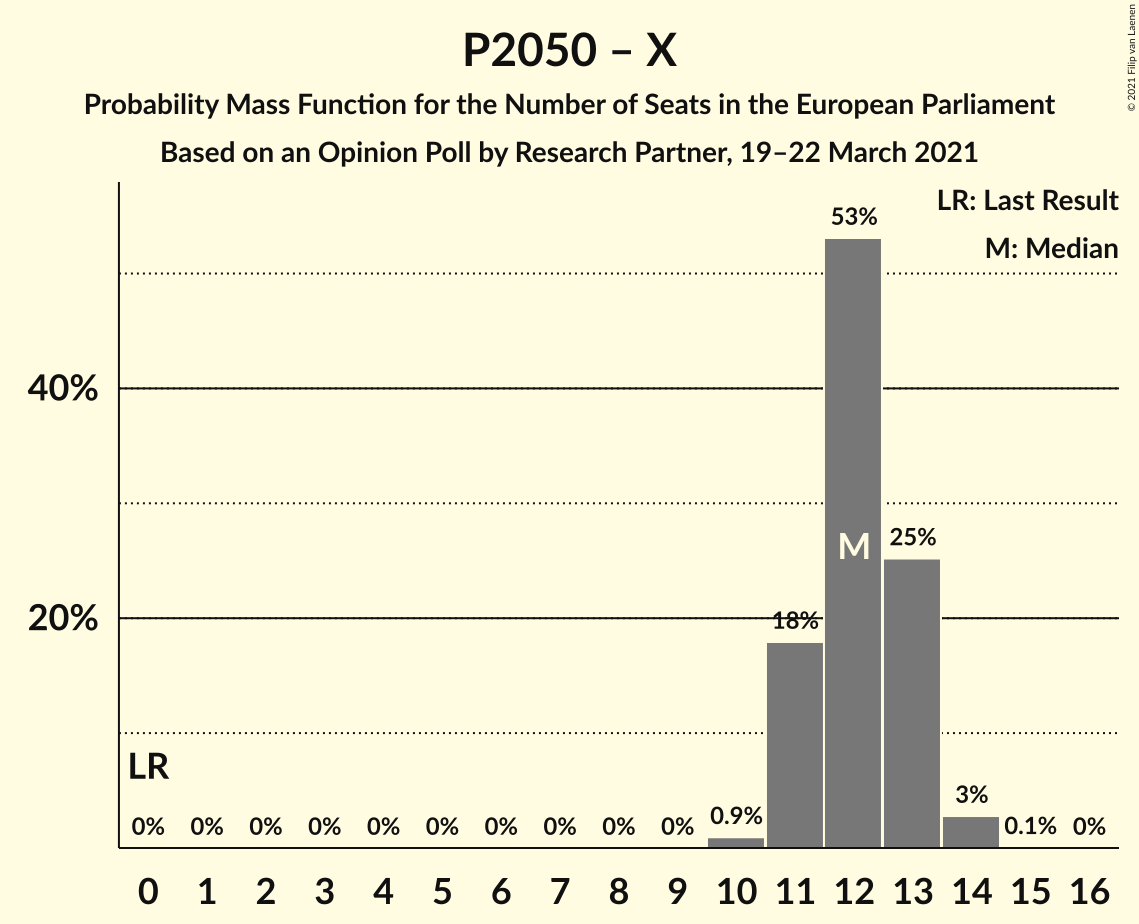 P2050 – X
Probability Mass Function for the Number of Seats in the European Parliament
Based on an Opinion Poll by Research Partner, 19–22 March 2021
© 2021 Filip van Laenen
LR: Last Result
M: Median
53%
40%
M
25%
20%
18%
LR
0% 0% 0% 0% 0% 0% 0% 0% 0% 0% 0.9% 3% 0.1% 0%
0 1 2 3 4 5 6 7 8 9 10 11 12 13 14 15 16